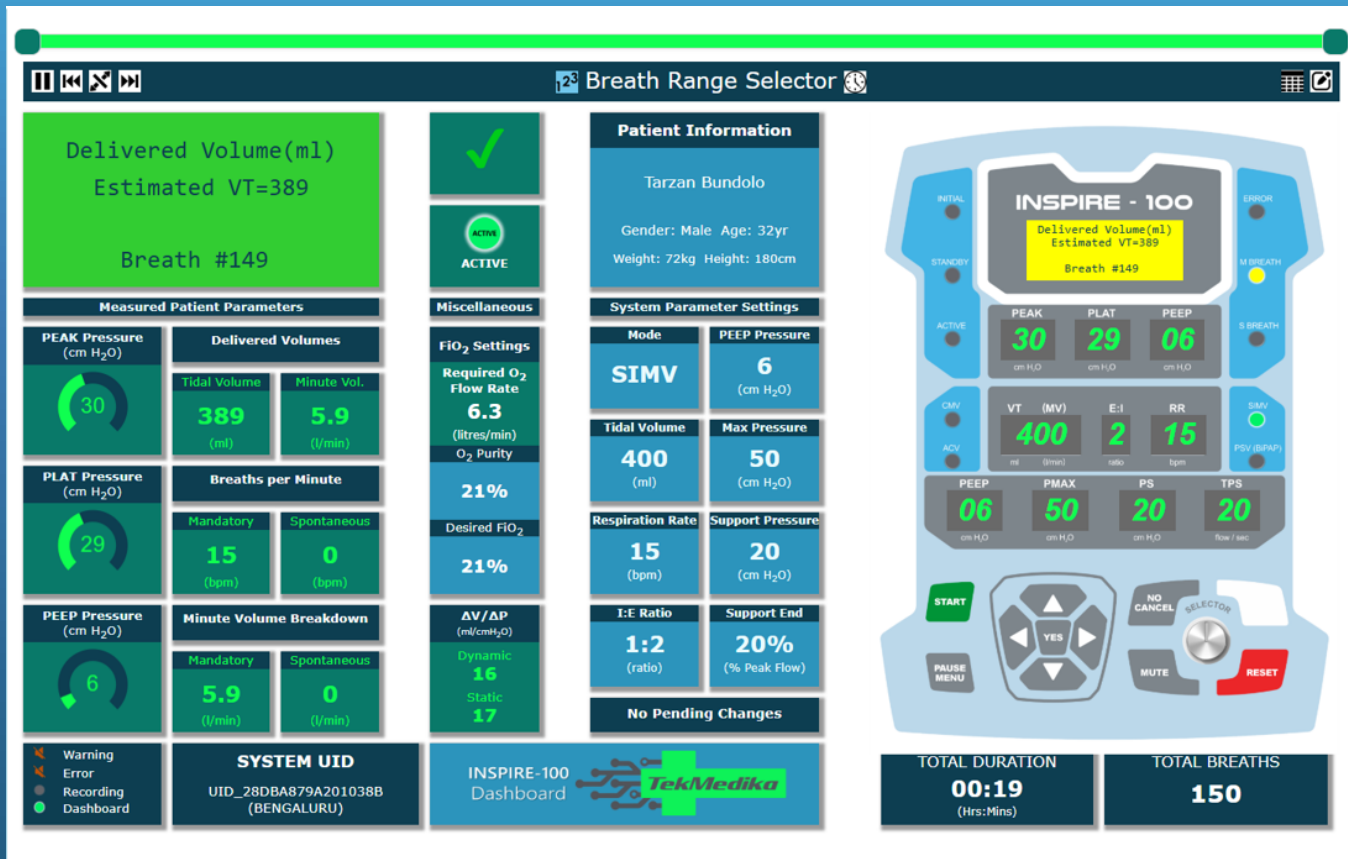 123 Breath Range Selector
Delivered Volume(ml)
Estimated VT=389
Breath #149
ACTIVE
ACTIVE
Patient Information
Tarzan Bundolo
Gender: Male Age: 32yr
Weight: 72kg Height: 180cm
Measured Patient Parameters
PEAK Pressure
(cm H₂O)
30
Delivered Volumes
Tidal Volume
389
(ml)
Minute Vol.
5.9
(l/min)
PLAT Pressure
(cm H₂O)
29
Breaths per Minute
Mandatory
15
(bpm)
Spontaneous
0
(bpm)
PEEP Pressure
(cm H₂O)
6
Minute Volume Breakdown
Mandatory
5.9
(l/min)
Spontaneous
0
(l/min)
Miscellaneous
FiO₂ Settings
Required O₂
Flow Rate
6.3
(litres/min)
O₂ Purity
21%
Desired FiO₂
21%
ΔV/ΔP
(ml/cmH₂O)
Dynamic
16
Static
17
System Parameter Settings
Mode
SIMV
PEEP Pressure
6
(cm H₂O)
Tidal Volume
400
(ml)
Max Pressure
50
(cm H₂O)
Respiration Rate
15
(bpm)
Support Pressure
20
(cm H₂O)
I:E Ratio
1:2
(ratio)
Support End
20%
(% Peak Flow)
No Pending Changes
Warning
Error
Recording
Dashboard
SYSTEM UID
UID_28DBA879A201038B
(BENGALURU)
INSPIRE-100
Dashboard
TekMedika
INITIAL
STANDBY
ACTIVE
INSPIRE - 100
Delivered Volume(ml)
Estimated VT=389
Breath #149
ERROR
M BREATH
S BREATH
PEAK PLAT PEEP
30 29 06
cm H₂O cm H₂O cm H₂O
CMV
ACV
VT (MV) E:I RR
400 2 15
ml (l/min) ratio bpm
SIMV
PSV (BiPAP)
PEEP PMAX PS TPS
06 50 20 20
cm H₂O cm H₂O cm H₂O flow / sec
START
PAUSE
MENU
YES
NO
CANCEL
SELECTOR
MUTE
RESET
TOTAL DURATION
00:19
(Hrs:Mins)
TOTAL BREATHS
150